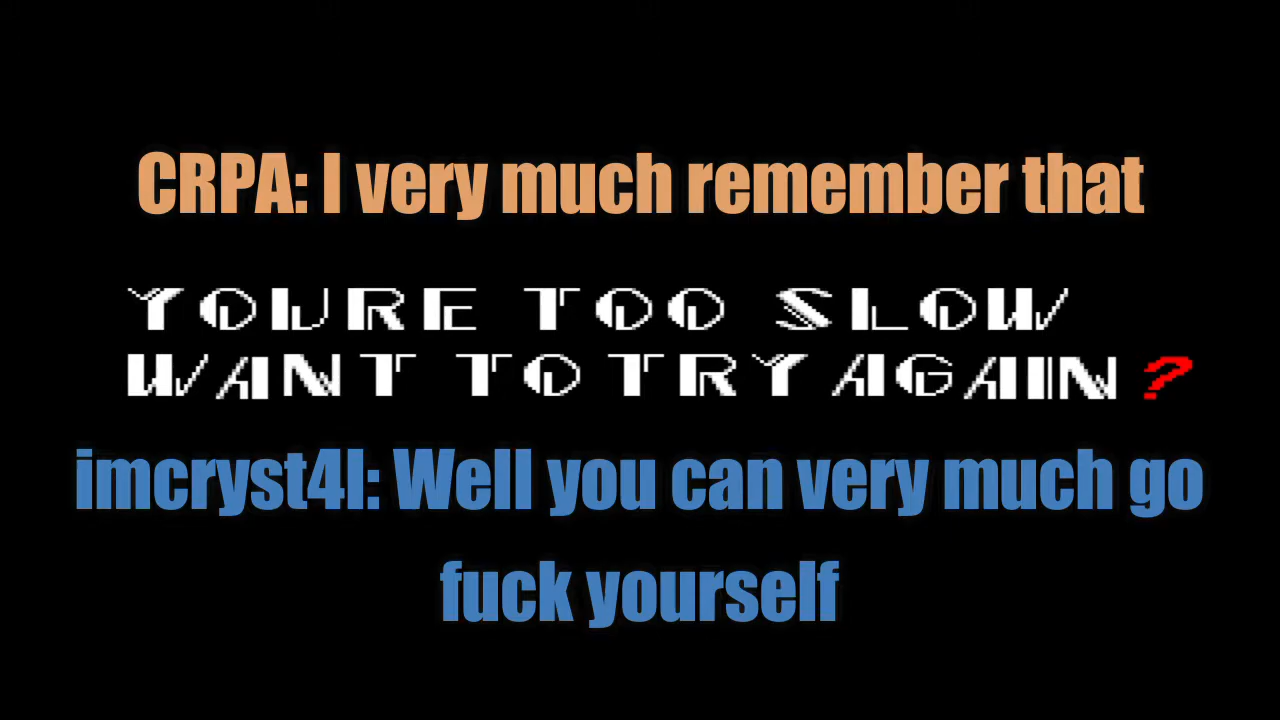 CRPA: I very much remember that
YOURE TOO SLOW
WANT TO TRY AGAIN ?
imcryst4l: Well you can very much go
fuck yourself